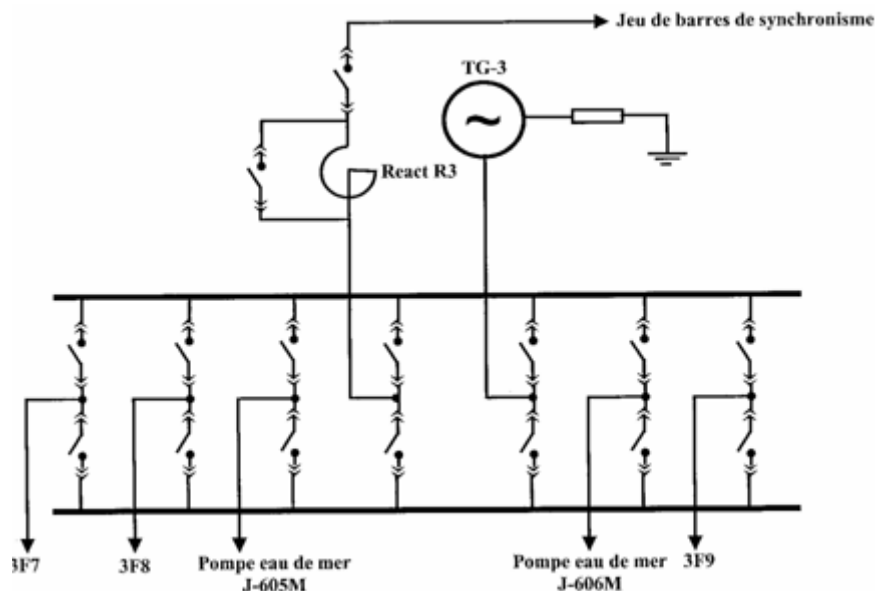 Jeu de barres de synchronisme
TG-3
~
React R3
3F7
3F8
Pompe eau de mer
J-605M
Pompe eau de mer
J-606M
3F9